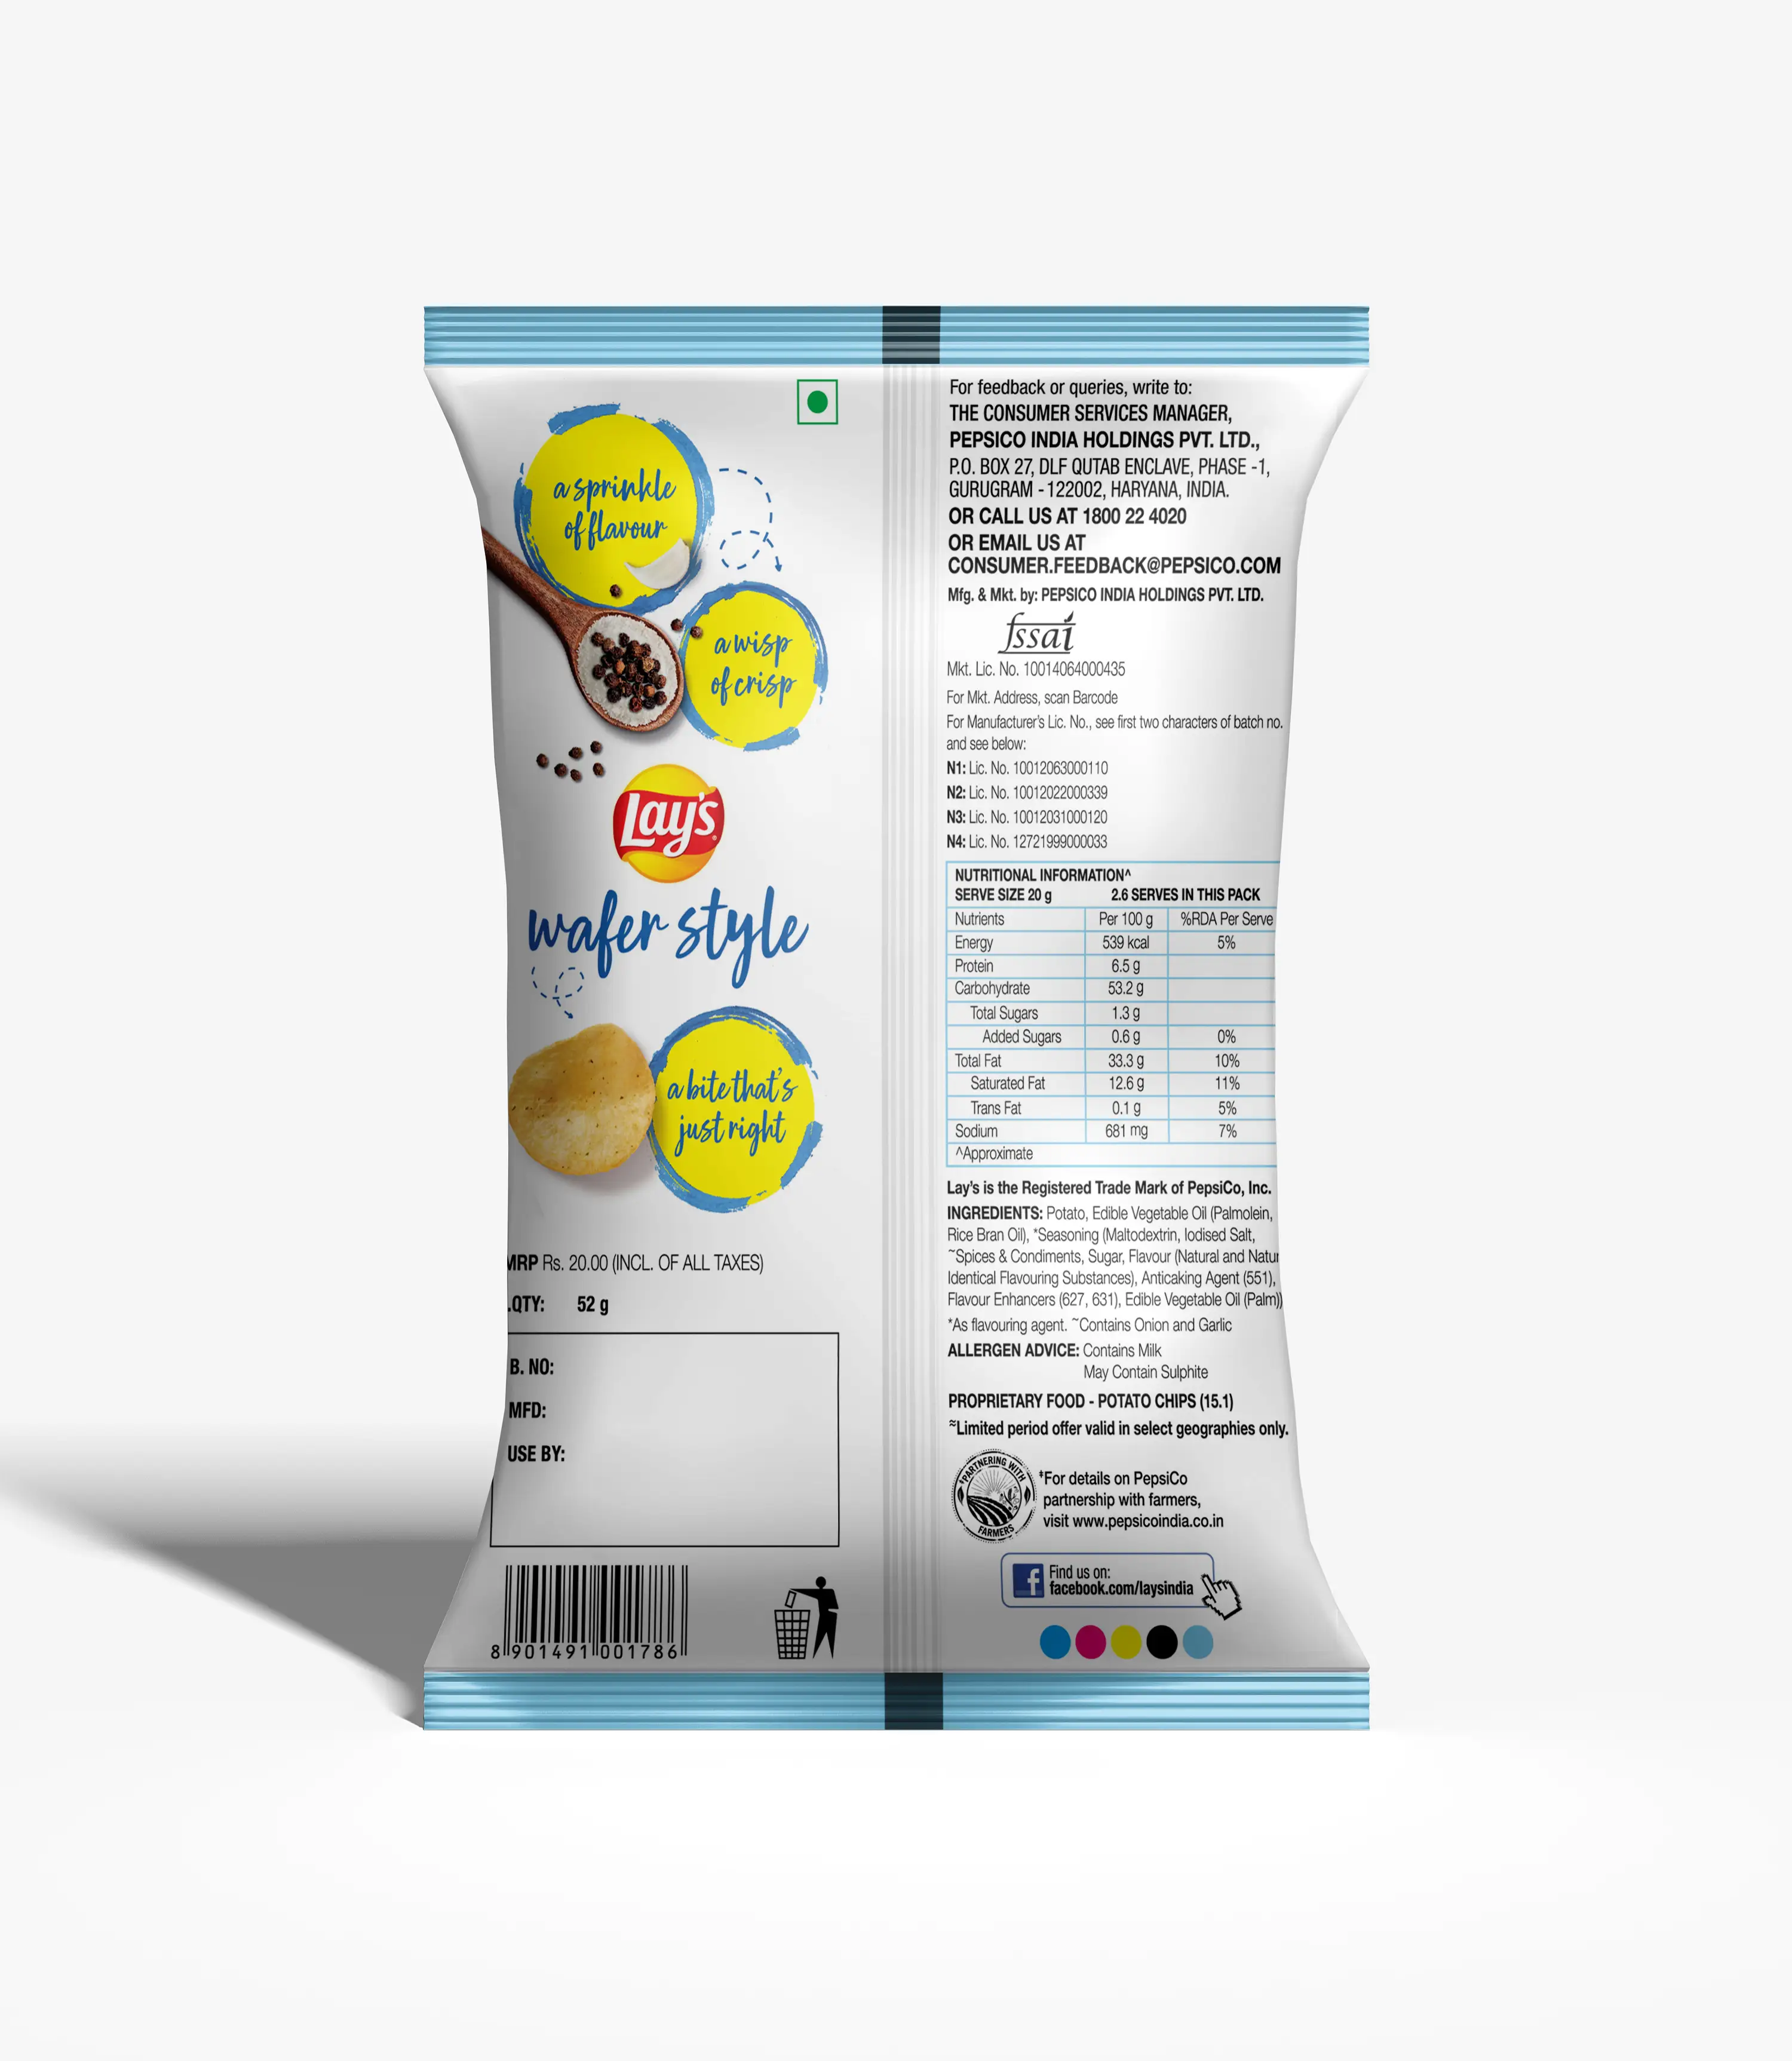 a sprinkle
of flavour
a wisp
of crisp
Lay's
wafer style
a bite that's
just right
MRP Rs. 20.00 (INCL. OF ALL TAXES)
.QTY: 52 g
B. NO:
MFD:
USE BY:
8 901491 001786
For feedback or queries, write to:
THE CONSUMER SERVICES MANAGER,
PEPSICO INDIA HOLDINGS PVT. LTD.,
P.O. BOX 27, DLF QUTAB ENCLAVE, PHASE -1,
GURUGRAM - 122002, HARYANA, INDIA.
OR CALL US AT 1800 22 4020
OR EMAIL US AT
CONSUMER.FEEDBACK@PEPSICO.COM
Mfg. & Mkt. by: PEPSICO INDIA HOLDINGS PVT. LTD.
fssai
Mkt. Lic. No. 10014064000435
For Mkt. Address, scan Barcode
For Manufacturer's Lic. No., see first two characters of batch no.
and see below:
N1: Lic. No. 10012063000110
N2: Lic. No. 10012022000339
N3: Lic. No. 10012031000120
N4: Lic. No. 12721999000033
NUTRITIONAL INFORMATION^
SERVE SIZE 20 g 2.6 SERVES IN THIS PACK
Nutrients Per 100 g %RDA Per Serve
Energy 539 kcal 5%
Protein 6.5 g
Carbohydrate 53.2 g
Total Sugars 1.3 g
Added Sugars 0.6 g 0%
Total Fat 33.3 g 10%
Saturated Fat 12.6 g 11%
Trans Fat 0.1 g 5%
Sodium 681 mg 7%
^Approximate
Lay's is the Registered Trade Mark of PepsiCo, Inc.
INGREDIENTS: Potato, Edible Vegetable Oil (Palmolein,
Rice Bran Oil), *Seasoning (Maltodextrin, Iodised Salt,
~Spices & Condiments, Sugar, Flavour (Natural and Natur
Identical Flavouring Substances), Anticaking Agent (551),
Flavour Enhancers (627, 631), Edible Vegetable Oil (Palm))
*As flavouring agent. ~Contains Onion and Garlic
ALLERGEN ADVICE: Contains Milk
May Contain Sulphite
PROPRIETARY FOOD - POTATO CHIPS (15.1)
≈Limited period offer valid in select geographies only.
‡PARTNERING WITH
FARMERS
‡For details on PepsiCo
partnership with farmers,
visit www.pepsicoindia.co.in
f Find us on:
facebook.com/laysindia